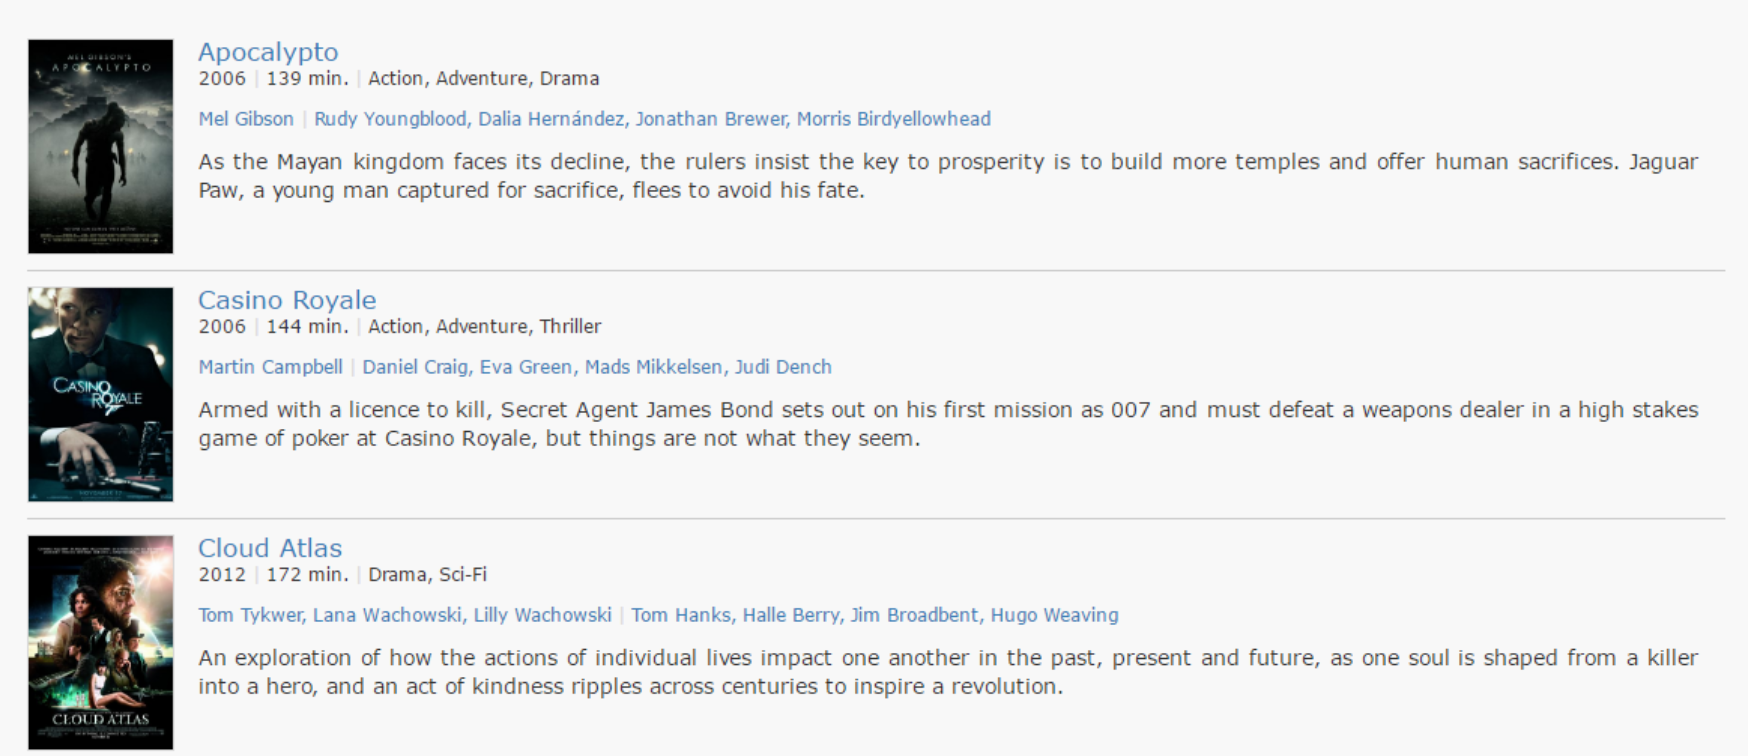 MEL GIBSON'S
APOCALYPTO
Apocalypto
2006 | 139 min. | Action, Adventure, Drama
Mel Gibson | Rudy Youngblood, Dalia Hernández, Jonathan Brewer, Morris Birdyellowhead
As the Mayan kingdom faces its decline, the rulers insist the key to prosperity is to build more temples and offer human sacrifices. Jaguar
Paw, a young man captured for sacrifice, flees to avoid his fate.
CASINO
ROYALE
Casino Royale
2006 | 144 min. | Action, Adventure, Thriller
Martin Campbell | Daniel Craig, Eva Green, Mads Mikkelsen, Judi Dench
Armed with a licence to kill, Secret Agent James Bond sets out on his first mission as 007 and must defeat a weapons dealer in a high stakes
game of poker at Casino Royale, but things are not what they seem.
CLOUD ATLAS
Cloud Atlas
2012 | 172 min. | Drama, Sci-Fi
Tom Tykwer, Lana Wachowski, Lilly Wachowski | Tom Hanks, Halle Berry, Jim Broadbent, Hugo Weaving
An exploration of how the actions of individual lives impact one another in the past, present and future, as one soul is shaped from a killer
into a hero, and an act of kindness ripples across centuries to inspire a revolution.